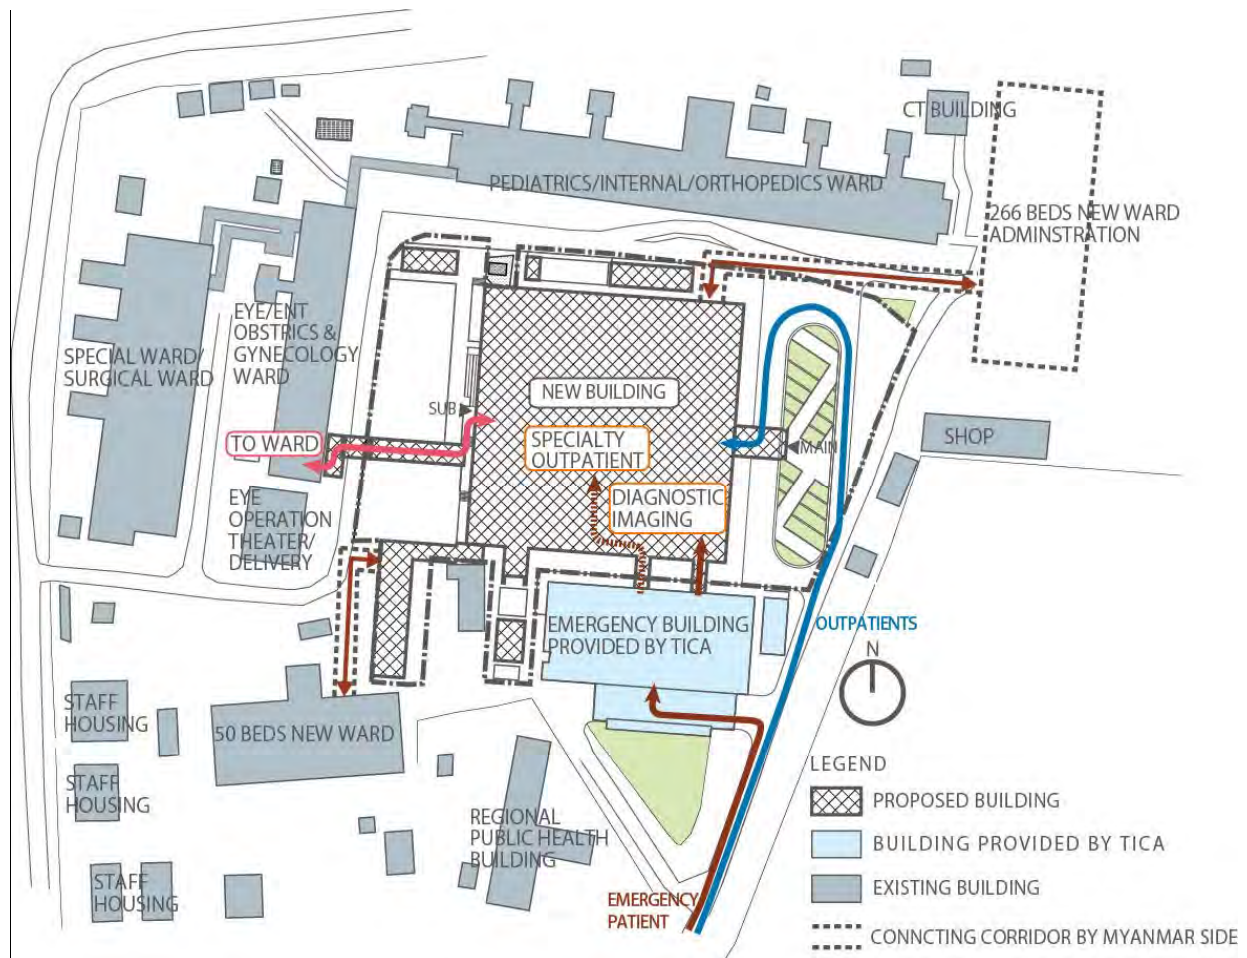 CT BUILDING
PEDIATRICS/INTERNAL/ORTHOPEDICS WARD
266 BEDS NEW WARD
ADMINSTRATION
EYE/ENT
OBSTRICS &
GYNECOLOGY
WARD
SPECIAL WARD/
SURGICAL WARD
NEW BUILDING
SUB
TO WARD
SPECIALTY
OUTPATIENT
MAIN
SHOP
DIAGNOSTIC
IMAGING
EYE
OPERATION
THEATER/
DELIVERY
EMERGENCY BUILDING
PROVIDED BY TICA
OUTPATIENTS
N
STAFF
HOUSING
50 BEDS NEW WARD
STAFF
HOUSING
REGIONAL
PUBLIC HEALTH
BUILDING
STAFF
HOUSING
EMERGENCY
PATIENT
LEGEND
PROPOSED BUILDING
BUILDING PROVIDED BY TICA
EXISTING BUILDING
CONNCTING CORRIDOR BY MYANMAR SIDE